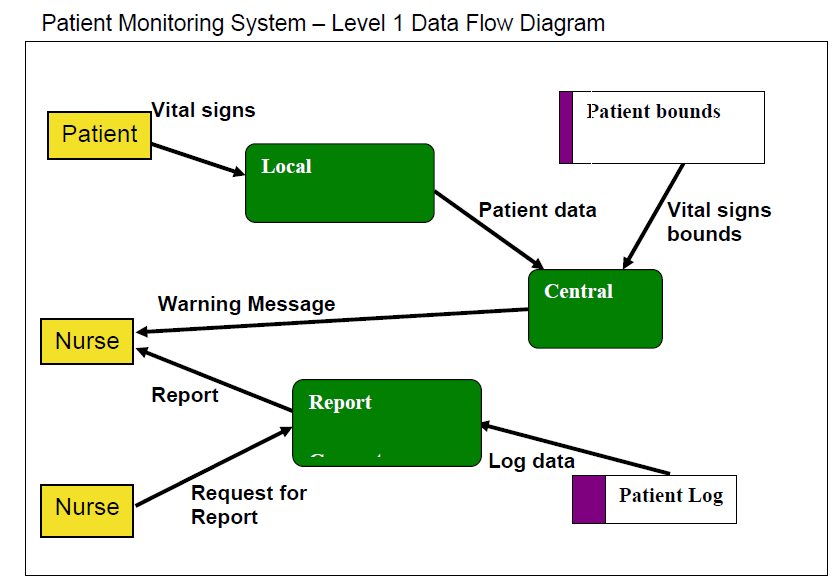 Patient Monitoring System – Level 1 Data Flow Diagram
Vital signs
Patient
Patient bounds
Local
Patient data
Vital signs
bounds
Central
Warning Message
Nurse
Report
Report
Log data
Patient Log
Nurse
Request for
Report